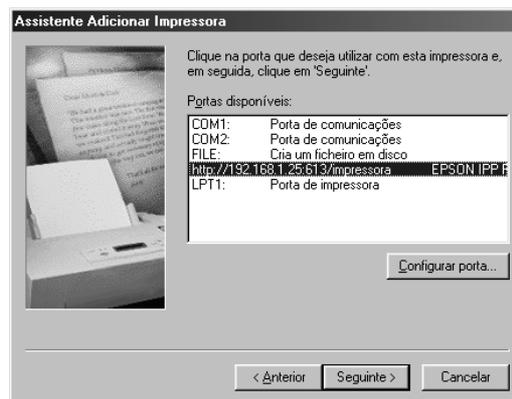 Assistente Adicionar Impressora
Clique na porta que deseja utilizar com esta impressora e,
em seguida, clique em 'Seguinte'.
Portas disponíveis:
COM1: Porta de comunicações
COM2: Porta de comunicações
FILE: Cria um ficheiro em disco
http://192.168.1.25:613/impressora EPSON IPP
LPT1: Porta de impressora
Configurar porta...
< Anterior
Seguinte >
Cancelar